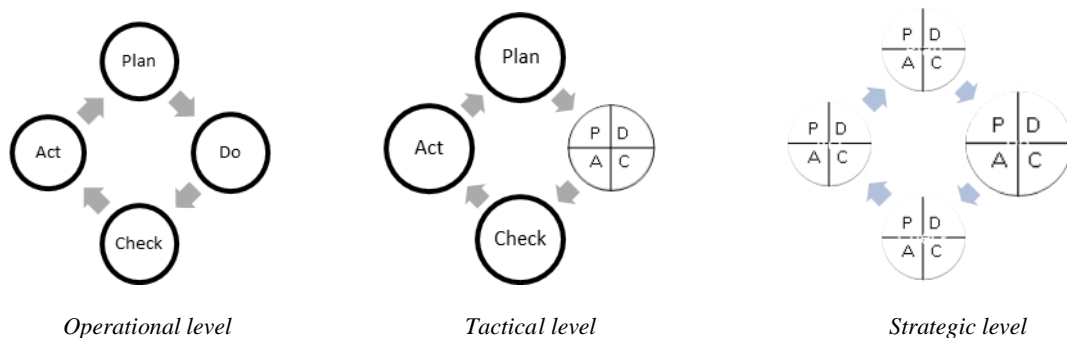 Plan
Act
Do
Check
Operational level
Plan
Act
P D
A C
Check
Tactical level
P D
A C
P D
A C
P D
A C
P D
A C
Strategic level